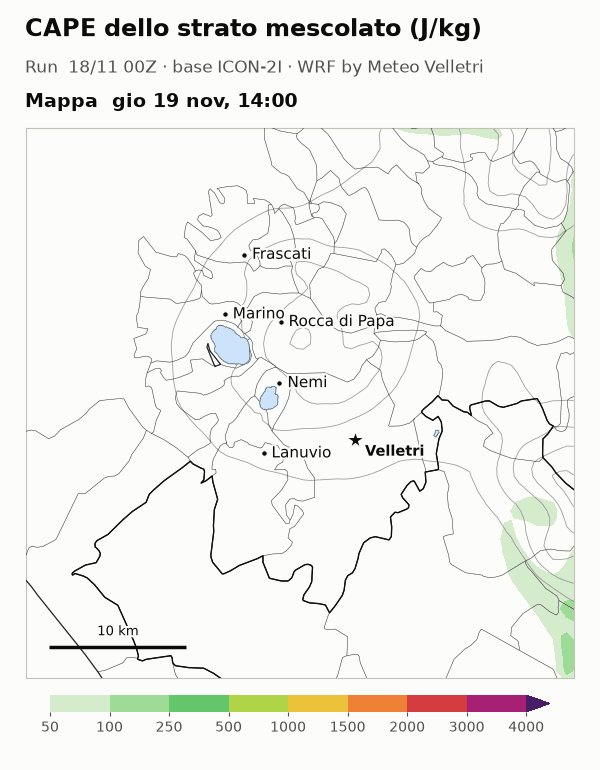 CAPE dello strato mescolato (J/kg)
Run  18/11 00Z · base ICON-2I · WRF by Meteo Velletri
Mappa  gio 19 nov, 14:00
Frascati
Marino
Rocca di Papa
Nemi
Lanuvio
Velletri
10 km
50 100 250 500 1000 1500 2000 3000 4000